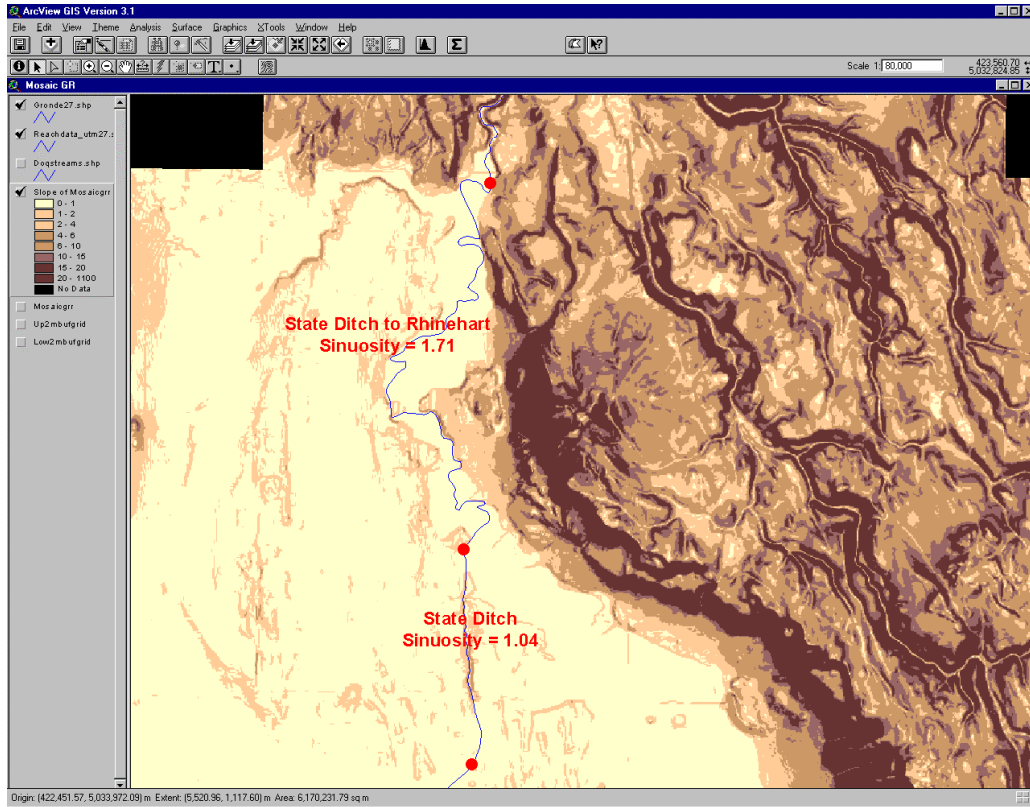 ArcView GIS Version 3.1
File Edit View Theme Analysis Surface Graphics XTools Window Help
Scale 1: 80,000
423,560.70
5,032,824.85
Mosaic GR
Gronde27.shp
Reachdata_utm27.s
Dogstreams.shp
Slope of Mosaicgrr
0 - 1
1 - 2
2 - 4
4 - 6
6 - 10
10 - 15
15 - 20
20 - 1100
No Data
Mosaicgrr
Up2mbufgrid
Low2mbufgrid
State Ditch to Rhinehart
Sinuosity = 1.71
State Ditch
Sinuosity = 1.04
Origin: (422,451.57, 5,033,972.09) m Extent: (5,520.96, 1,117.60) m Area: 6,170,231.79 sq m